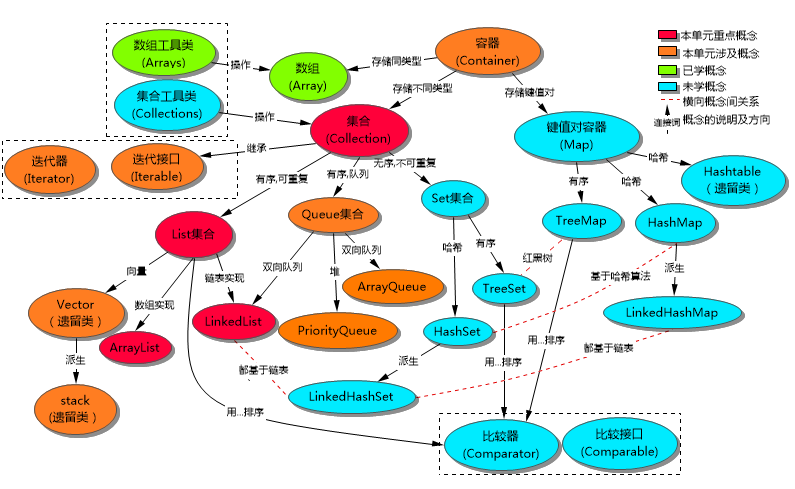 数组工具类
(Arrays)
集合工具类
(Collections)
操作
操作
数组
(Array)
存储同类型
容器
(Container)
存储不同类型
存储键值对
本单元重点概念
本单元涉及概念
已学概念
未学概念
横向概念间关系
连接词
概念的说明及方向
迭代器
(Iterator)
迭代接口
(Iterable)
继承
集合
(Collection)
键值对容器
(Map)
哈希
Hashtable
（遗留类）
有序,可重复
有序,队列
无序,不可重复
有序
哈希
List集合
Queue集合
Set集合
TreeMap
HashMap
向量
数组实现
链表实现
双向队列
堆
双向队列
哈希
有序
红黑树
基于哈希算法
派生
Vector
（遗留类）
ArrayList
LinkedList
ArrayQueue
PriorityQueue
TreeSet
HashSet
LinkedHashMap
派生
stack
(遗留类）
都基于链表
派生
用...排序
用...排序
都基于链表
LinkedHashSet
用...排序
比较器
(Comparator)
比较接口
(Comparable)